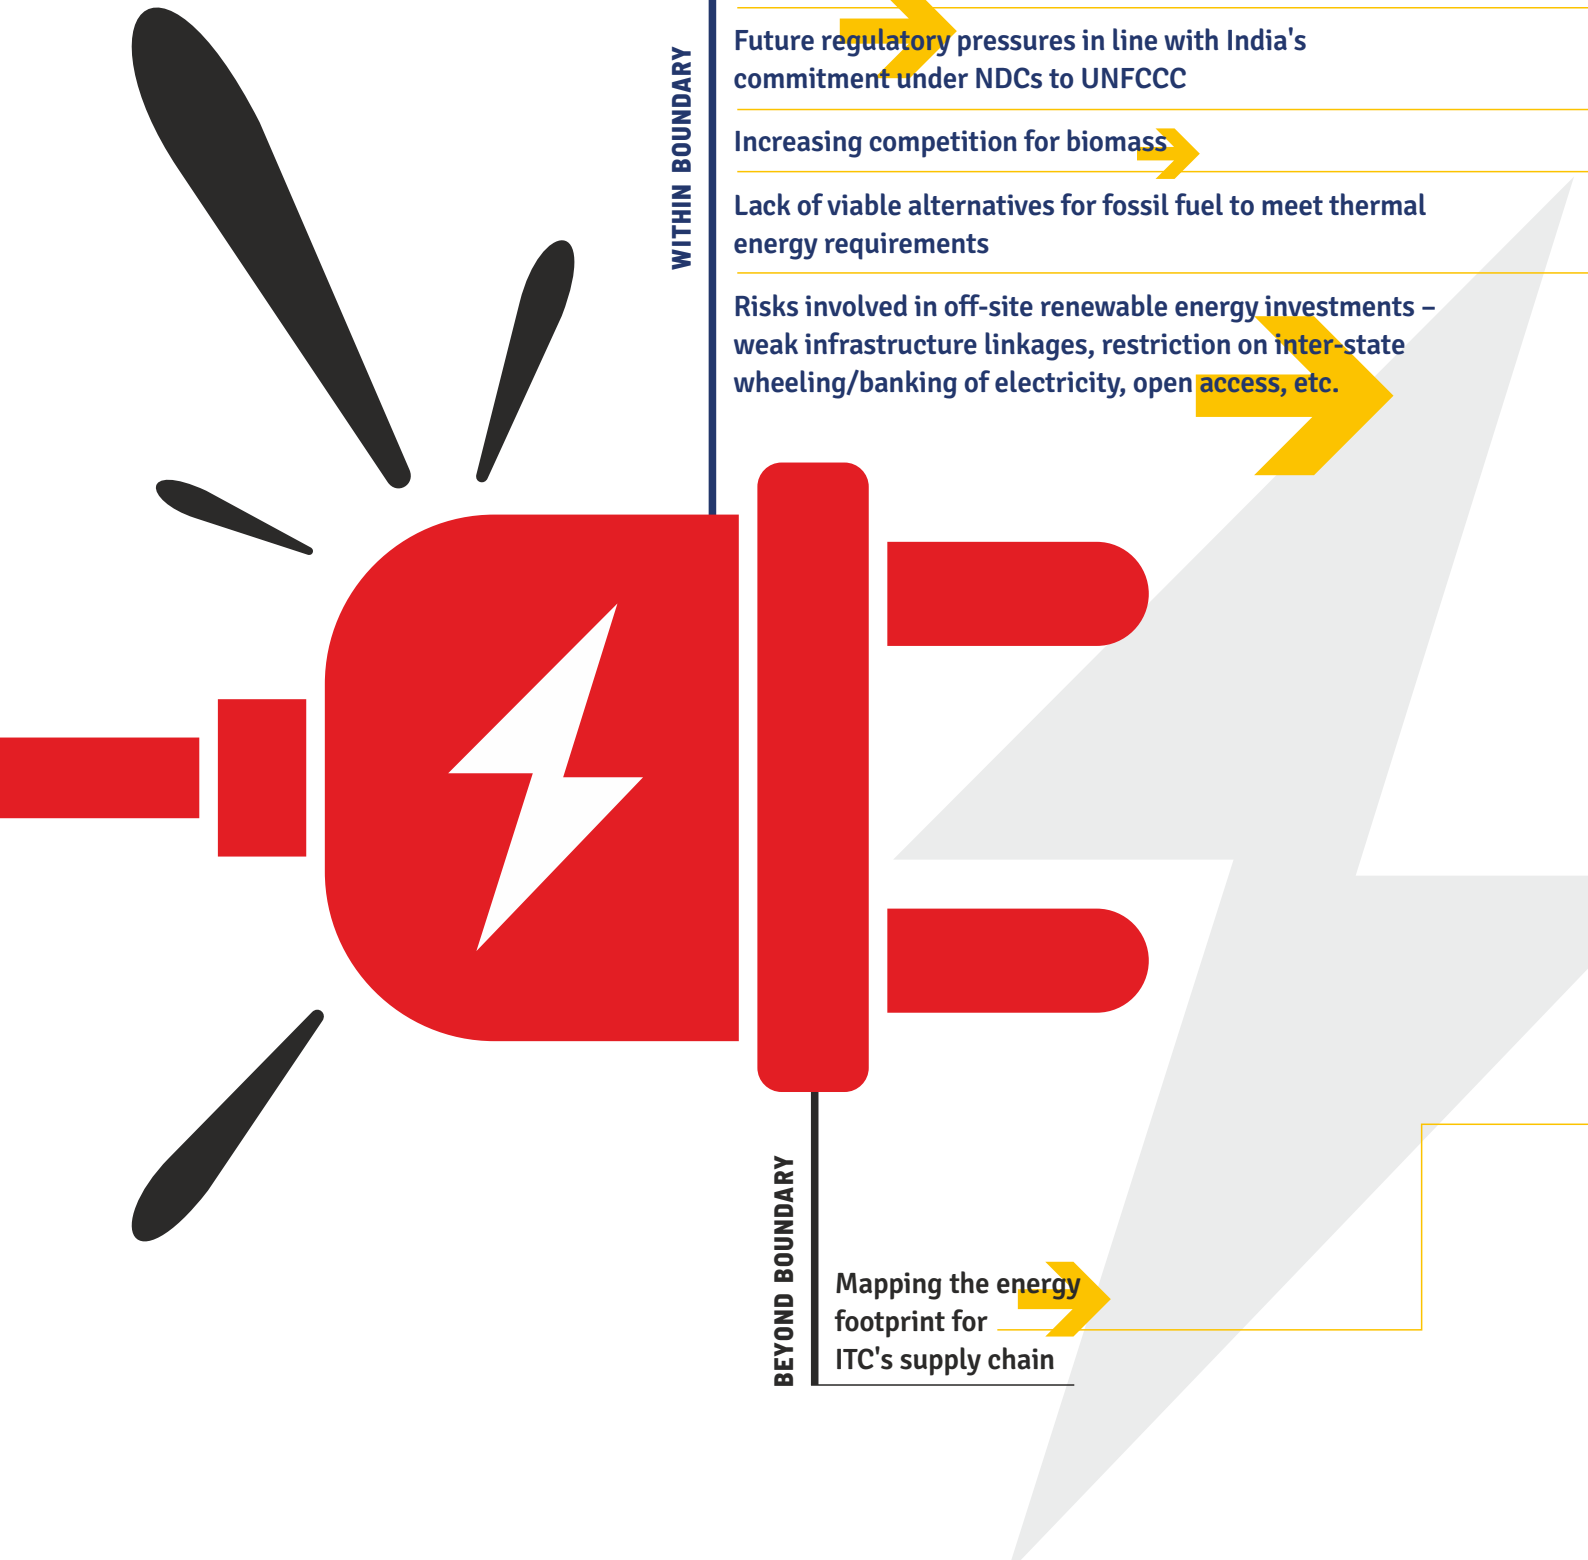 WITHIN BOUNDARY
Future regulatory pressures in line with India's
commitment under NDCs to UNFCCC
Increasing competition for biomass
Lack of viable alternatives for fossil fuel to meet thermal
energy requirements
Risks involved in off-site renewable energy investments –
weak infrastructure linkages, restriction on inter-state
wheeling/banking of electricity, open access, etc.
BEYOND BOUNDARY
Mapping the energy
footprint for
ITC's supply chain